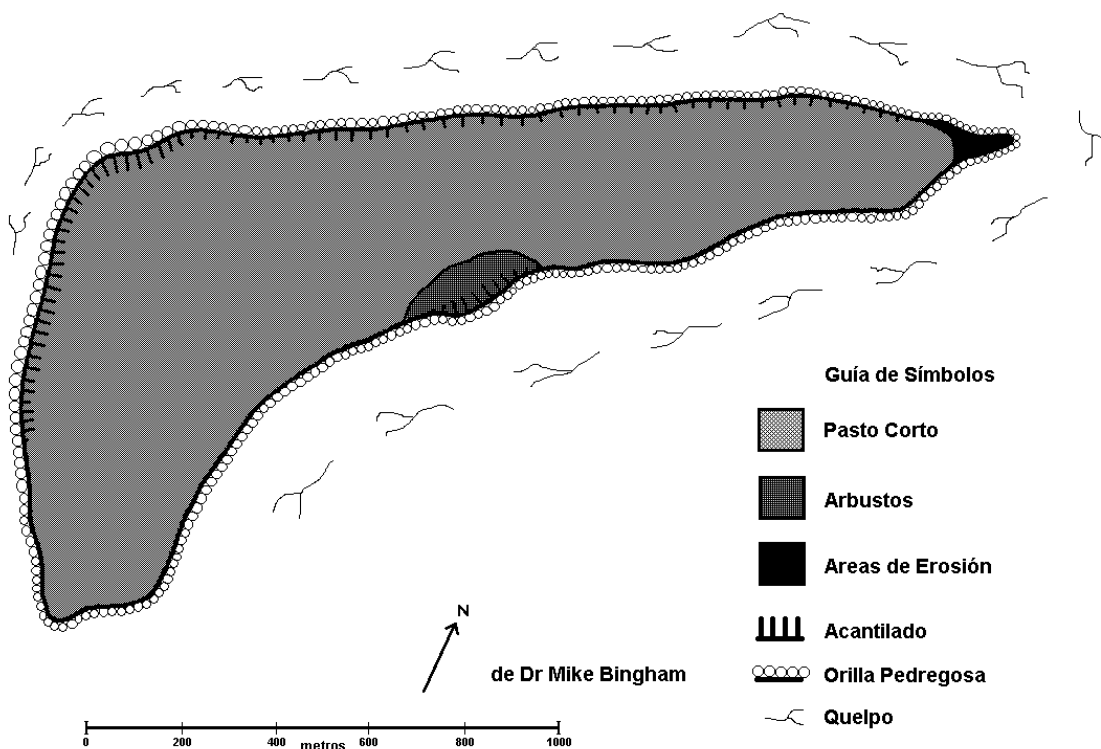 Guía de Símbolos
Pasto Corto
Arbustos
Areas de Erosión
Acantilado
Orilla Pedregosa
Quelpo
N
de Dr Mike Bingham
0 200 400 600 800 1000
metros